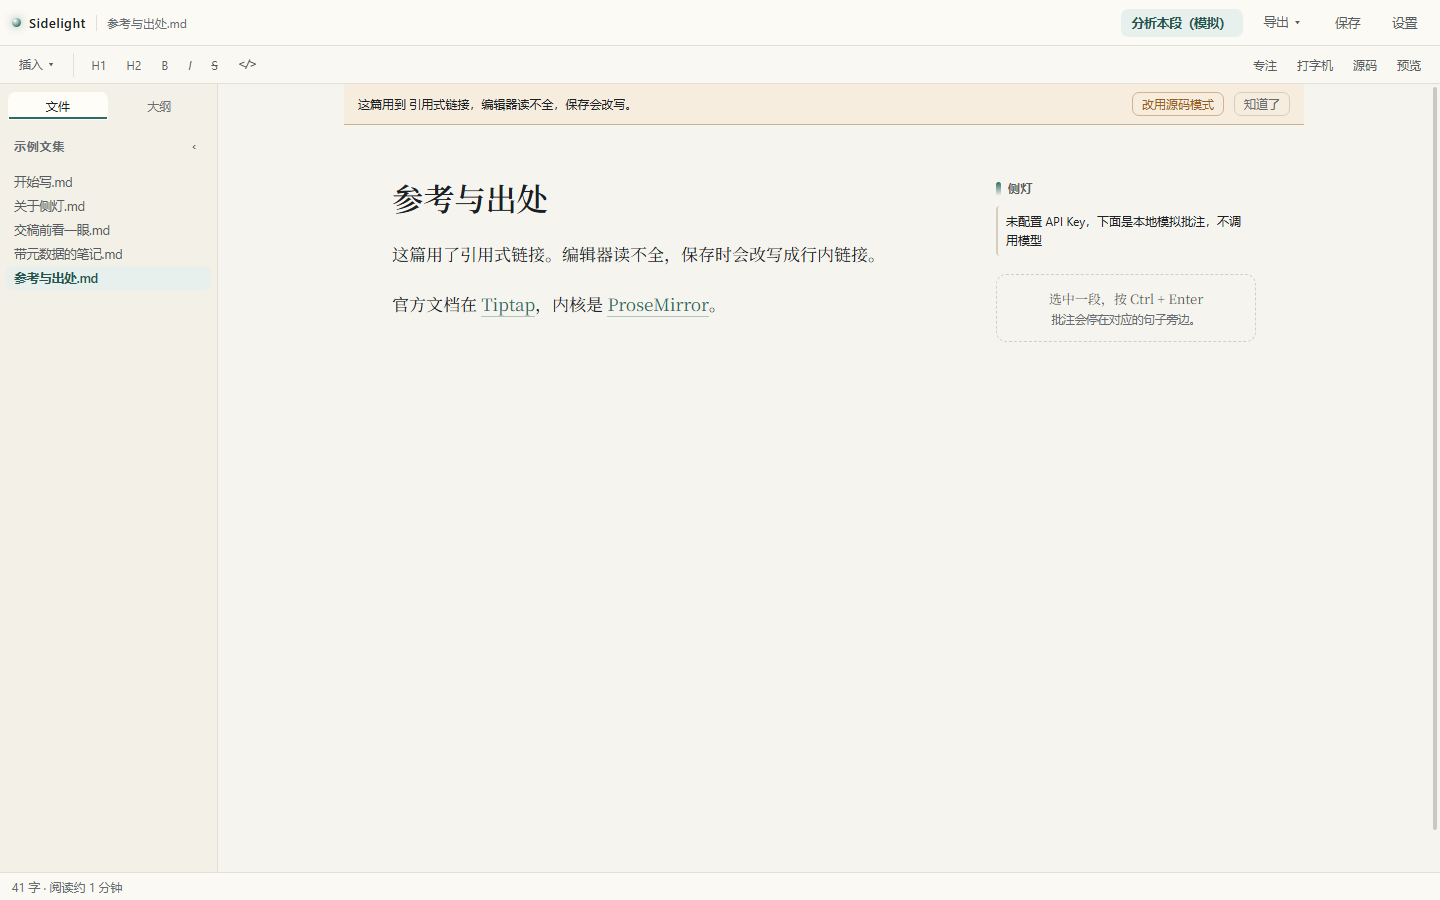 Sidelight 参考与出处.md 分析本段（模拟） 导出 保存 设置
插入 H1 H2 B I S </> 专注 打字机 源码 预览
文件 大纲
示例文集
开始写.md
关于侧灯.md
交稿前看一眼.md
带元数据的笔记.md
参考与出处.md
这篇用到 引用式链接，编辑器读不全，保存会改写。 改用源码模式 知道了
参考与出处
这篇用了引用式链接。编辑器读不全，保存时会改写成行内链接。
官方文档在 Tiptap，内核是 ProseMirror。
侧灯
未配置 API Key，下面是本地模拟批注，不调
用模型
选中一段，按 Ctrl + Enter
批注会停在对应的句子旁边。
41 字 · 阅读约 1 分钟